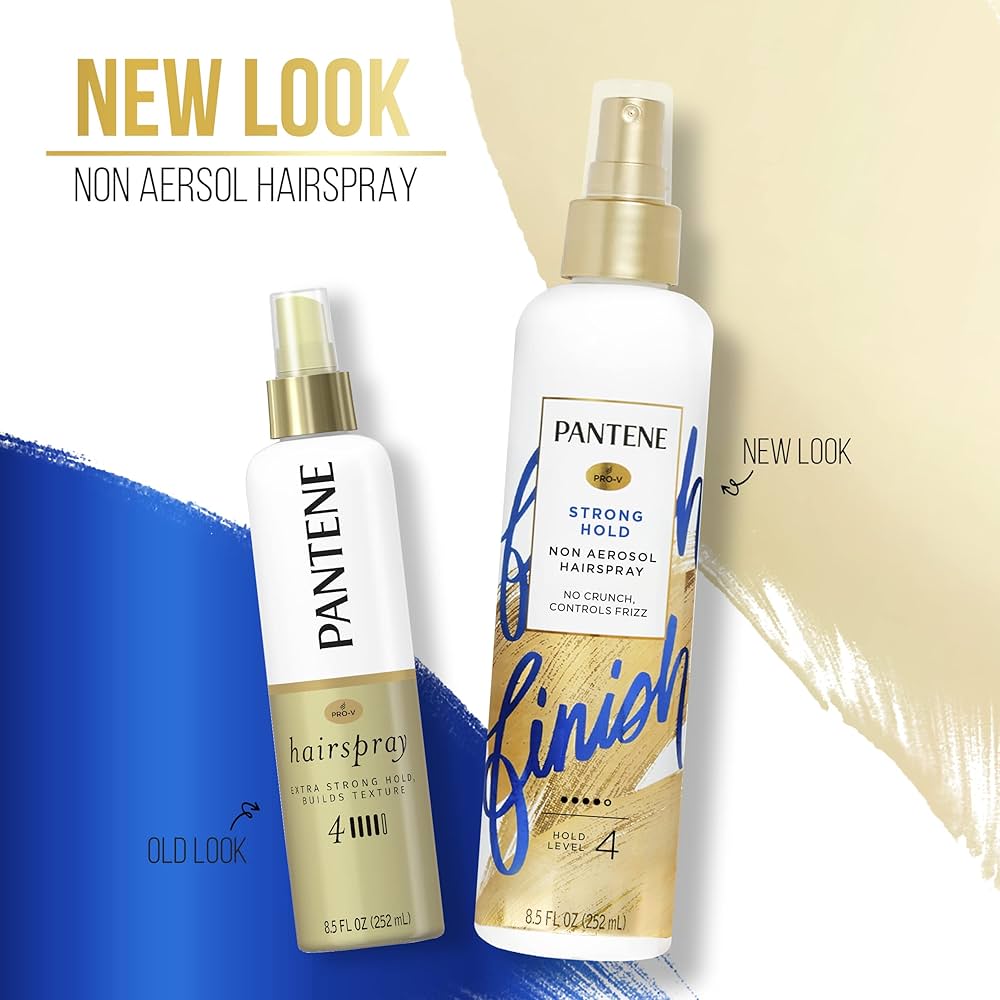 NEW LOOK
NON AERSOL HAIRSPRAY
PANTENE
PRO-V
STRONG
HOLD
NON AEROSOL
HAIRSPRAY
NO CRUNCH,
CONTROLS FRIZZ
finish
finish
HOLD
LEVEL 4
8.5 FL OZ (252 mL)
NEW LOOK
PANTENE
PRO-V
hairspray
EXTRA STRONG HOLD,
BUILDS TEXTURE
4
8.5 FL OZ (252 mL)
OLD LOOK